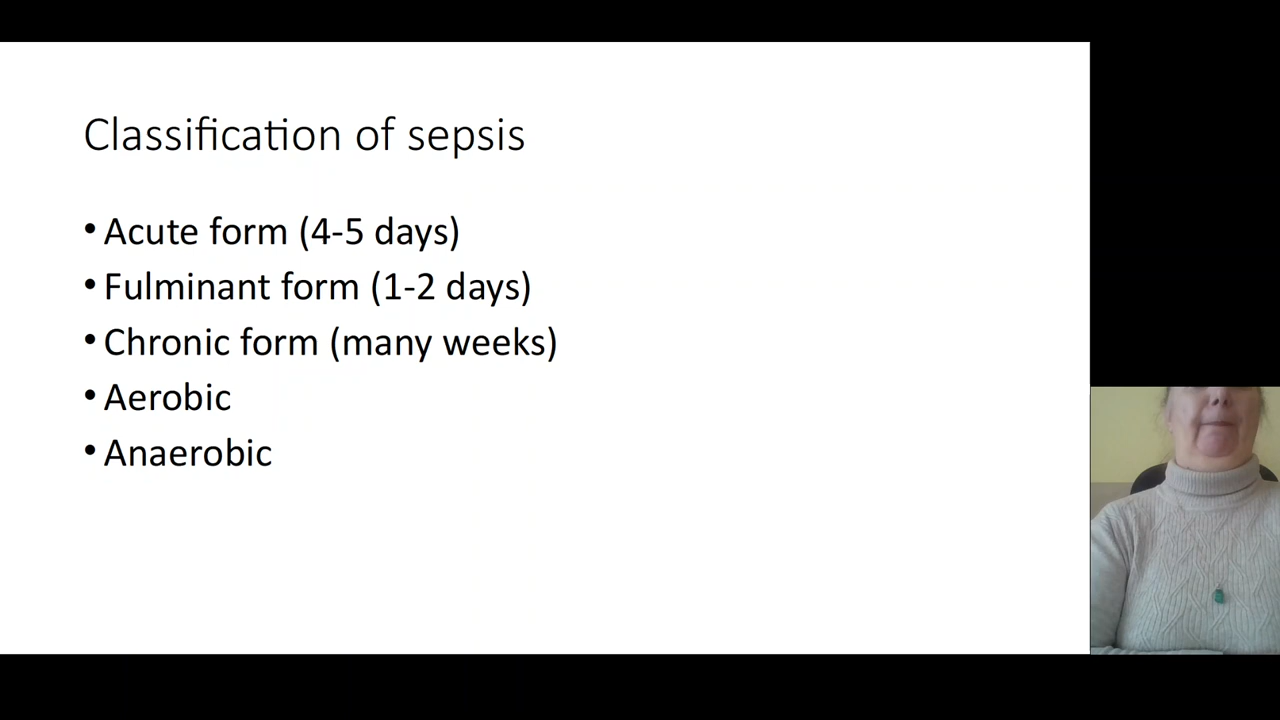 Classification of sepsis
• Acute form (4-5 days)
• Fulminant form (1-2 days)
• Chronic form (many weeks)
• Aerobic
• Anaerobic